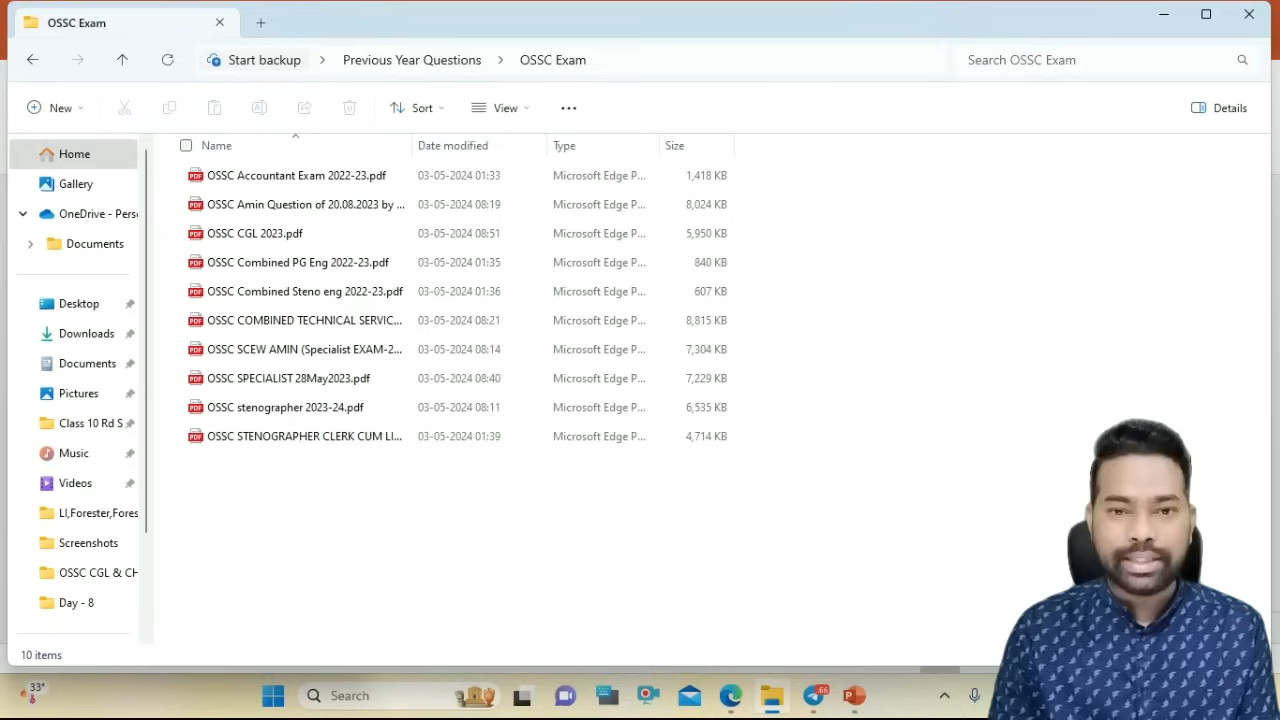 OSSC Exam
Start backup > Previous Year Questions > OSSC Exam
Search OSSC Exam
New
Sort
View
Details
Name Date modified Type Size
Home
Gallery
OneDrive - Pers
Documents
Desktop
Downloads
Documents
Pictures
Class 10 Rd S
Music
Videos
LI,Forester,Fores
Screenshots
OSSC CGL & CH
Day - 8
OSSC Accountant Exam 2022-23.pdf 03-05-2024 01:33 Microsoft Edge P... 1,418 KB
OSSC Amin Question of 20.08.2023 by ... 03-05-2024 08:19 Microsoft Edge P... 8,024 KB
OSSC CGL 2023.pdf 03-05-2024 08:51 Microsoft Edge P... 5,950 KB
OSSC Combined PG Eng 2022-23.pdf 03-05-2024 01:35 Microsoft Edge P... 840 KB
OSSC Combined Steno eng 2022-23.pdf 03-05-2024 01:36 Microsoft Edge P... 607 KB
OSSC COMBINED TECHNICAL SERVIC... 03-05-2024 08:21 Microsoft Edge P... 8,815 KB
OSSC SCEW AMIN (Specialist EXAM-2... 03-05-2024 08:14 Microsoft Edge P... 7,304 KB
OSSC SPECIALIST 28May2023.pdf 03-05-2024 08:40 Microsoft Edge P... 7,229 KB
OSSC stenographer 2023-24.pdf 03-05-2024 08:11 Microsoft Edge P... 6,535 KB
OSSC STENOGRAPHER CLERK CUM LI... 03-05-2024 01:39 Microsoft Edge P... 4,714 KB
10 items
33°
Search
66